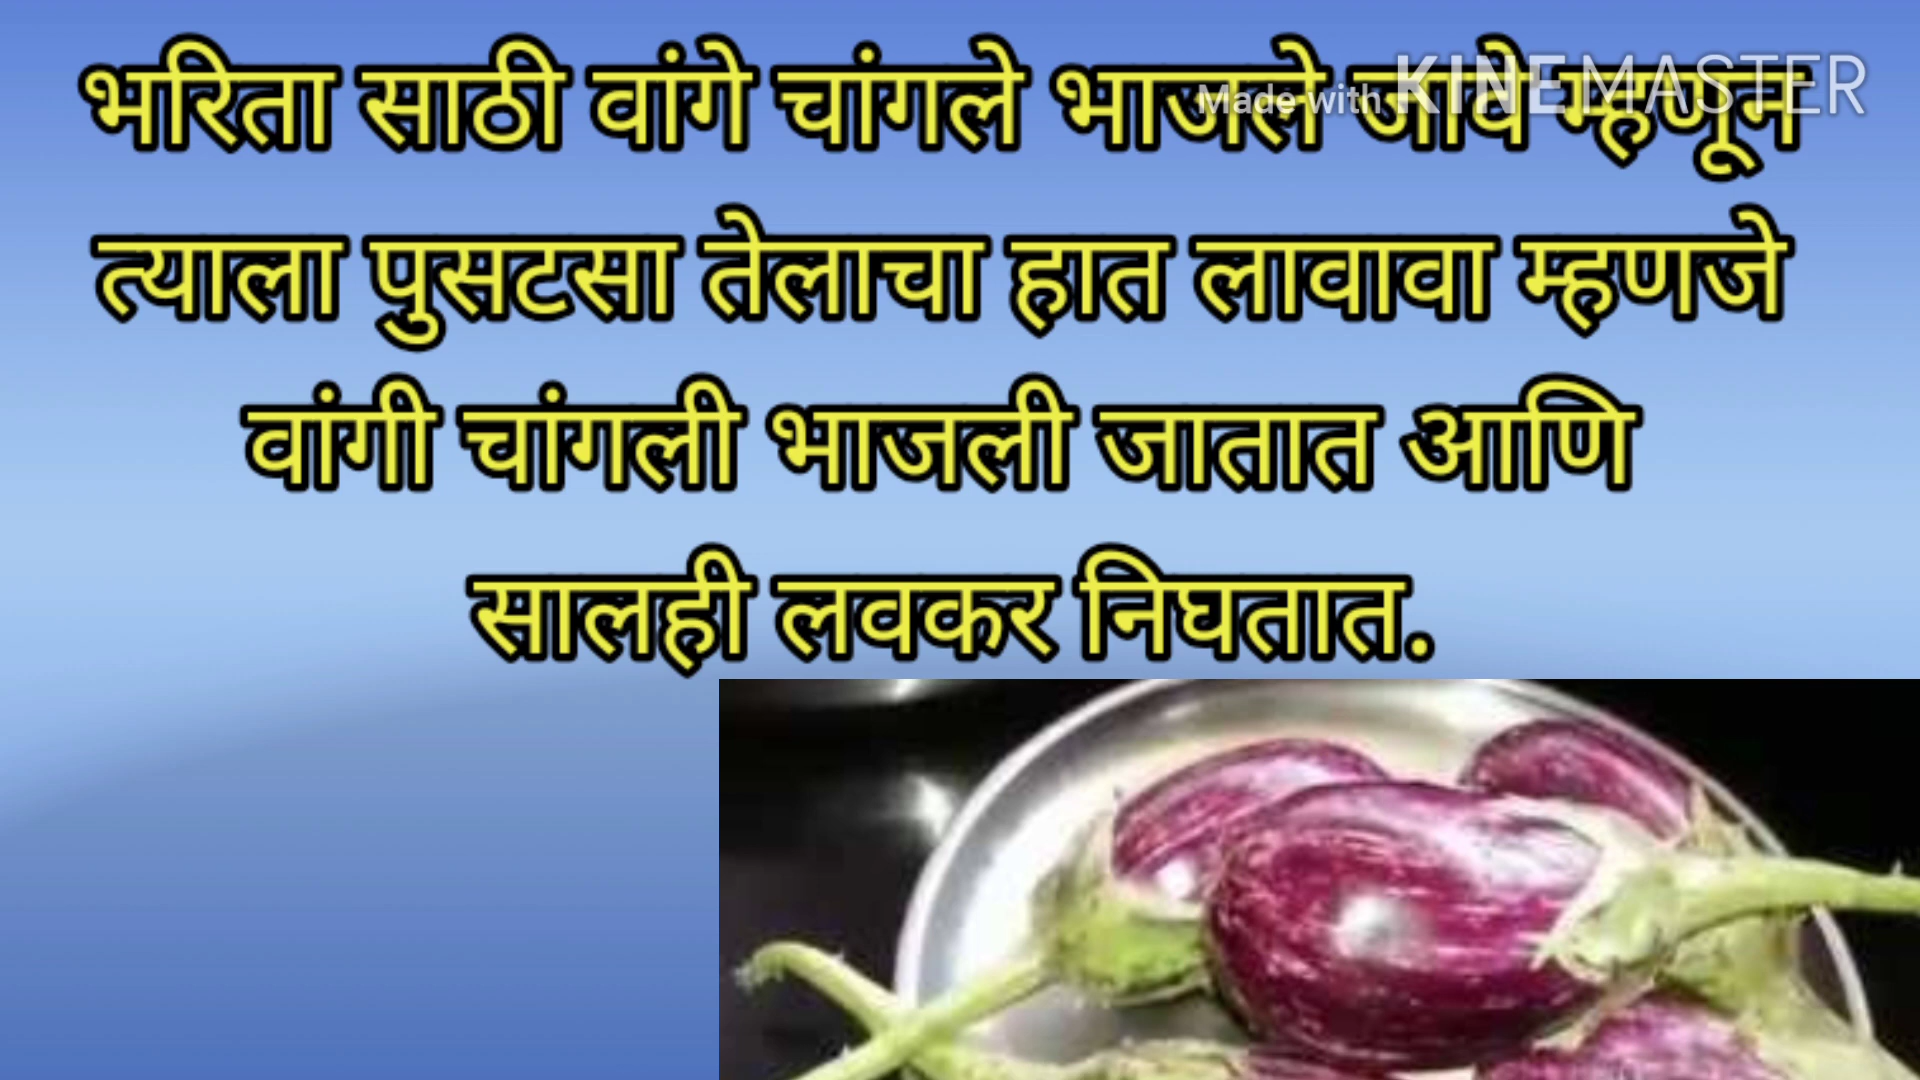 भरिता साठी वांगे चांगले भाजले जावे म्हणून
Made with KINEMASTER
त्याला पुसटसा तेलाचा हात लावावा म्हणजे
वांगी चांगली भाजली जातात आणि
सालही लवकर निघतात.